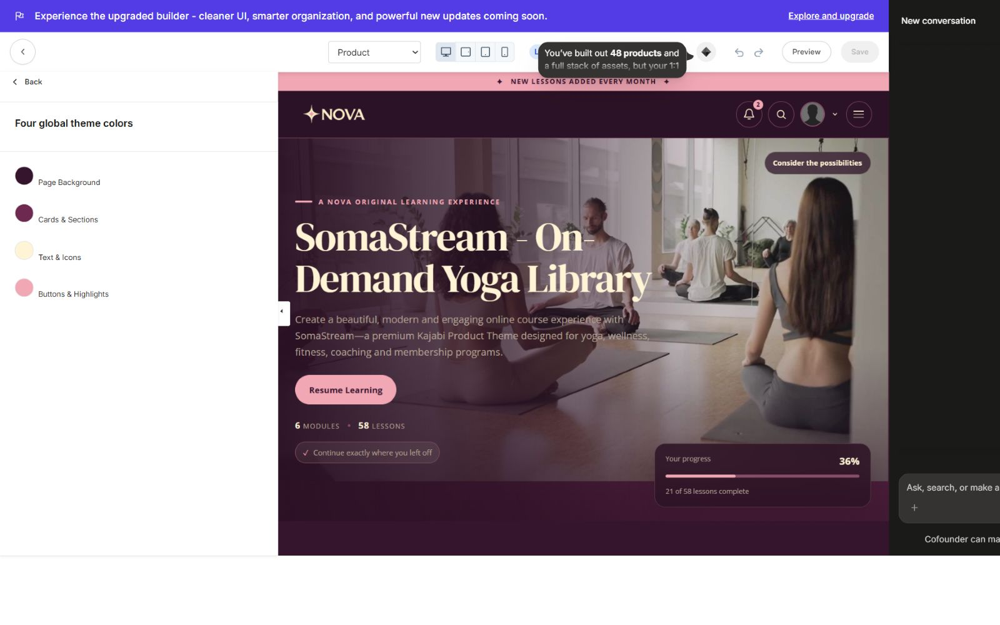 Experience the upgraded builder - cleaner UI, smarter organization, and powerful new updates coming soon.
Explore and upgrade
New conversation
Product
You've built out 48 products and
a full stack of assets, but your 1:1
Preview
Save
Back
NEW LESSONS ADDED EVERY MONTH
NOVA
2
Four global theme colors
Page Background
Cards & Sections
Text & Icons
Buttons & Highlights
Consider the possibilities
A NOVA ORIGINAL LEARNING EXPERIENCE
SomaStream - On-
Demand Yoga Library
Create a beautiful, modern and engaging online course experience with
SomaStream—a premium Kajabi Product Theme designed for yoga, wellness,
fitness, coaching and membership programs.
Resume Learning
6 MODULES • 58 LESSONS
✓ Continue exactly where you left off
Your progress
36%
21 of 58 lessons complete
Ask, search, or make a
Cofounder can ma